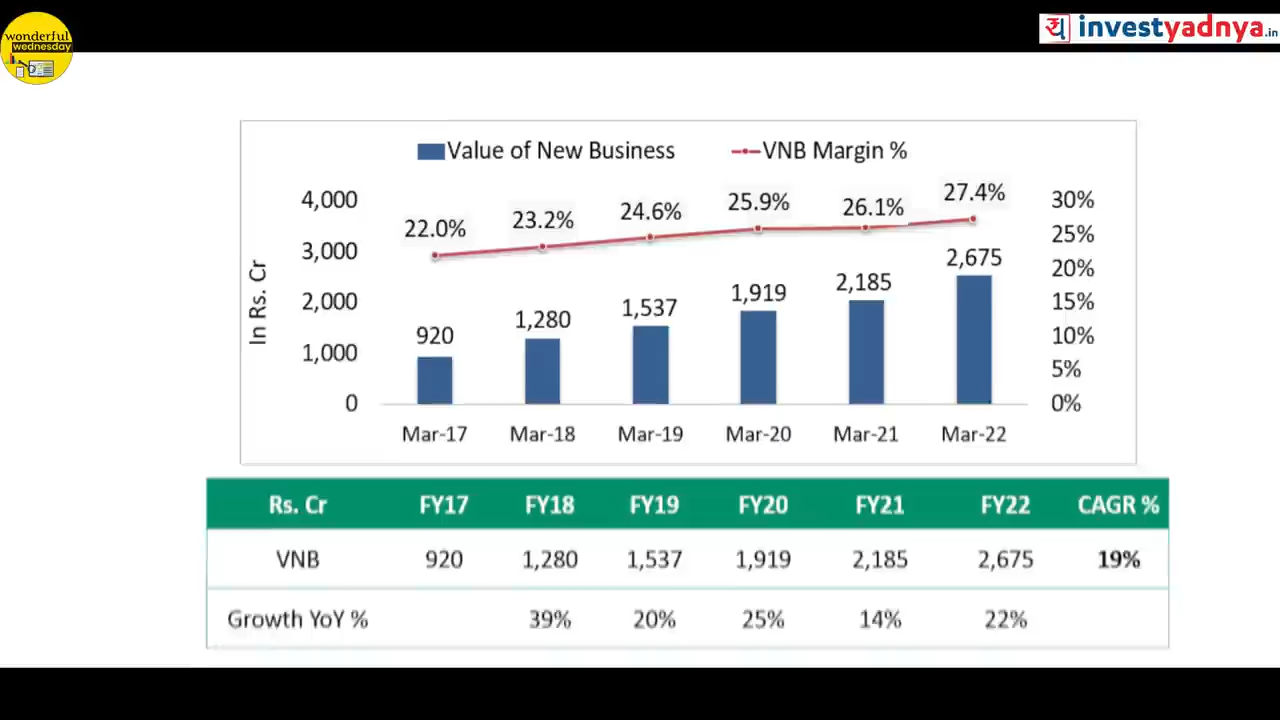 wonderful
wednesday
यु investyadnya.in
Value of New Business VNB Margin %
4,000 3,000 2,000 1,000 0
In Rs. Cr
22.0% 23.2% 24.6% 25.9% 26.1% 27.4%
920 1,280 1,537 1,919 2,185 2,675
30% 25% 20% 15% 10% 5% 0%
Mar-17 Mar-18 Mar-19 Mar-20 Mar-21 Mar-22
Rs. Cr FY17 FY18 FY19 FY20 FY21 FY22 CAGR %
VNB 920 1,280 1,537 1,919 2,185 2,675 19%
Growth YoY % 39% 20% 25% 14% 22%